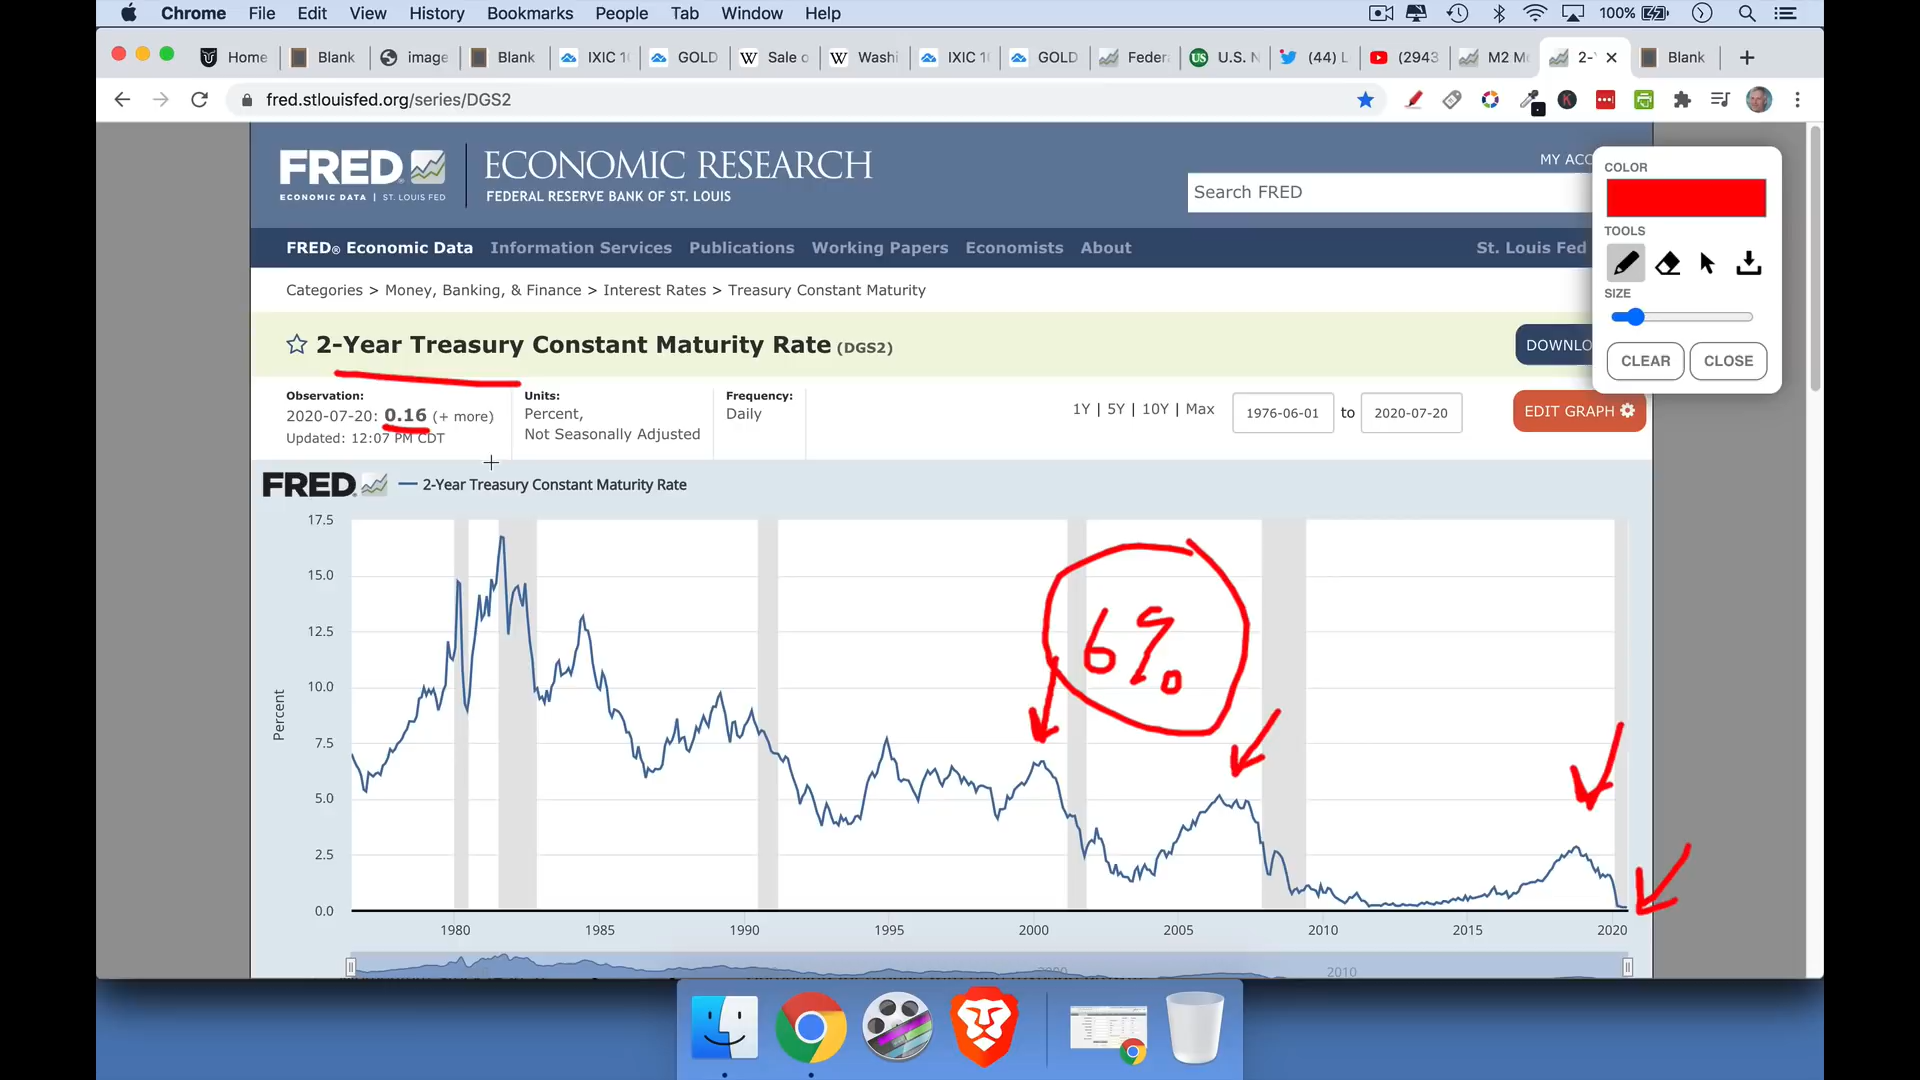 Chrome File Edit View History Bookmarks People Tab Window Help 100%
Home Blank image Blank IXIC 1 GOLD Sale o Washi IXIC 1 GOLD Feder U.S. N (44) L (2943 M2 Mo 2- Blank
fred.stlouisfed.org/series/DGS2
FRED ECONOMIC RESEARCH
ECONOMIC DATA | ST. LOUIS FED FEDERAL RESERVE BANK OF ST. LOUIS
MY ACC
Search FRED
FRED® Economic Data Information Services Publications Working Papers Economists About St. Louis Fed
Categories > Money, Banking, & Finance > Interest Rates > Treasury Constant Maturity
2-Year Treasury Constant Maturity Rate (DGS2)
DOWNLO
Observation:
2020-07-20: 0.16 (+ more)
Updated: 12:07 PM CDT
Units:
Percent,
Not Seasonally Adjusted
Frequency:
Daily
1Y | 5Y | 10Y | Max 1976-06-01 to 2020-07-20
EDIT GRAPH
COLOR
TOOLS
SIZE
CLEAR CLOSE
FRED 2-Year Treasury Constant Maturity Rate
17.5
15.0
12.5
10.0
7.5
5.0
2.5
0.0
Percent
6%
1980 1985 1990 1995 2000 2005 2010 2015 2020
2000 2010